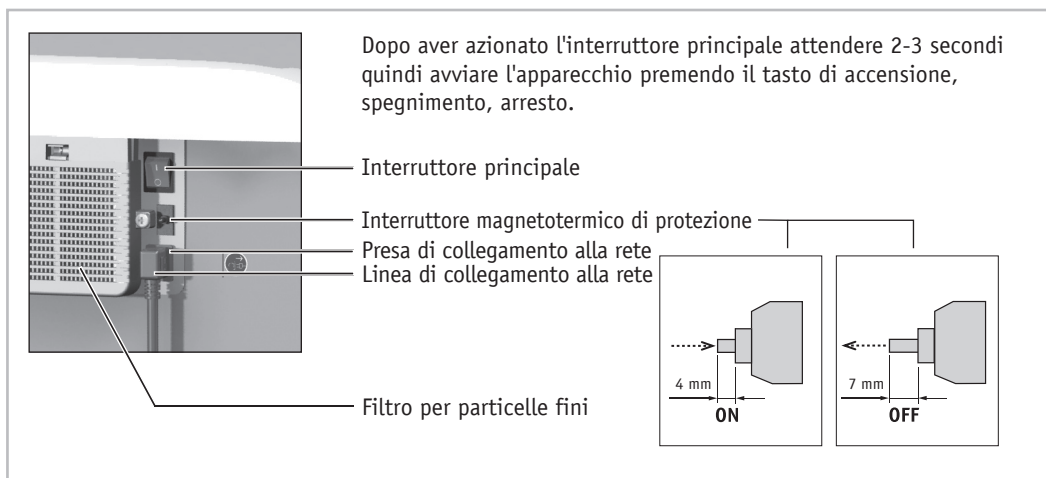 Dopo aver azionato l'interruttore principale attendere 2-3 secondi
quindi avviare l'apparecchio premendo il tasto di accensione,
spegnimento, arresto.
Interruttore principale
Interruttore magnetotermico di protezione
Presa di collegamento alla rete
Linea di collegamento alla rete
Filtro per particelle fini
4 mm
ON
7 mm
OFF